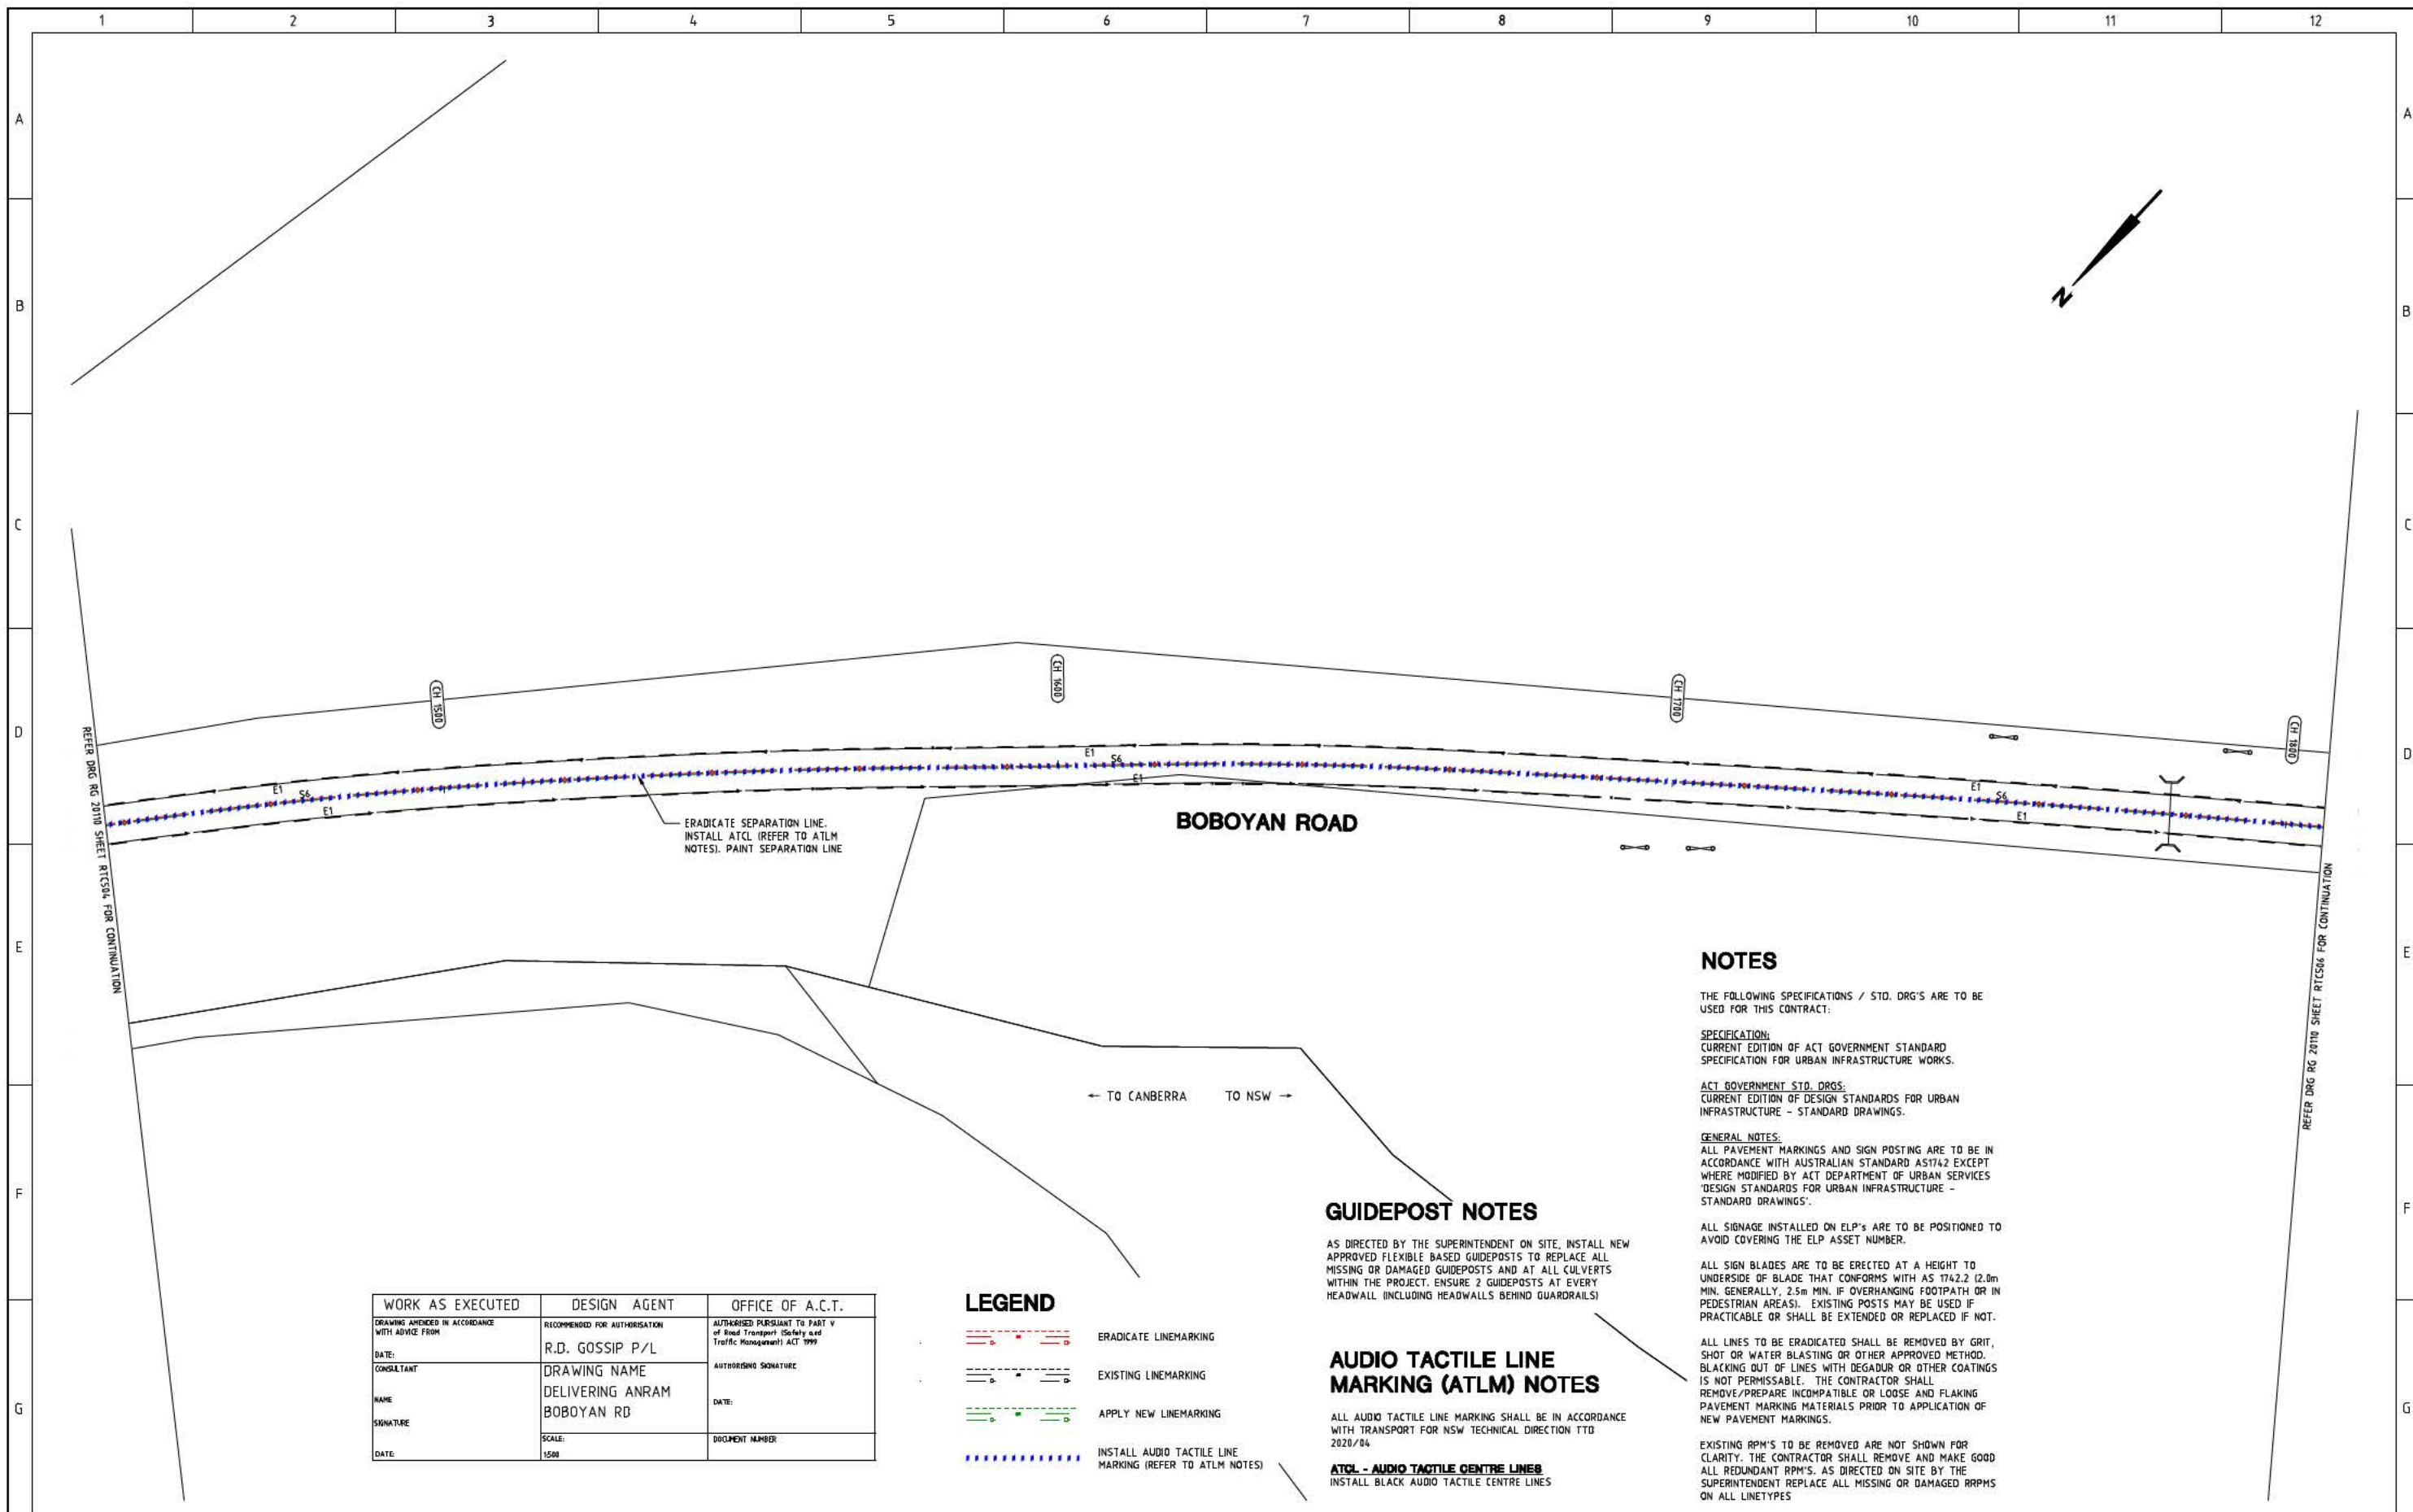 1 2 3 4 5 6 7 8 9 10 11 12
A A
B B
C C
D D
E E
F F
G G
N
CH 1500
CH 1600
CH 1700
CH 1800
E1
S6
E1
E1
S6
E1
E1
S6
E1
REFER DRG RG 20110 SHEET RTCS04 FOR CONTINUATION
REFER DRG RG 20110 SHEET RTCS06 FOR CONTINUATION
ERADICATE SEPARATION LINE.
INSTALL ATCL (REFER TO ATLM
NOTES). PAINT SEPARATION LINE
BOBOYAN ROAD
← TO CANBERRA TO NSW →
WORK AS EXECUTED
DRAWING AMENDED IN ACCORDANCE
WITH ADVICE FROM
DATE:
CONSULTANT
NAME
SIGNATURE
DATE:
DESIGN AGENT
RECOMMENDED FOR AUTHORISATION
R.D. GOSSIP P/L
DRAWING NAME
DELIVERING ANRAM
BOBOYAN RD
SCALE:
1:500
OFFICE OF A.C.T.
AUTHORISED PURSUANT TO PART V
of Road Transport (Safety and
Traffic Management) ACT 1999
AUTHORISING SIGNATURE
DATE:
DOCUMENT NUMBER
LEGEND
ERADICATE LINEMARKING
EXISTING LINEMARKING
APPLY NEW LINEMARKING
INSTALL AUDIO TACTILE LINE
MARKING (REFER TO ATLM NOTES)
GUIDEPOST NOTES
AS DIRECTED BY THE SUPERINTENDENT ON SITE, INSTALL NEW
APPROVED FLEXIBLE BASED GUIDEPOSTS TO REPLACE ALL
MISSING OR DAMAGED GUIDEPOSTS AND AT ALL CULVERTS
WITHIN THE PROJECT. ENSURE 2 GUIDEPOSTS AT EVERY
HEADWALL (INCLUDING HEADWALLS BEHIND GUARDRAILS)
AUDIO TACTILE LINE
MARKING (ATLM) NOTES
ALL AUDIO TACTILE LINE MARKING SHALL BE IN ACCORDANCE
WITH TRANSPORT FOR NSW TECHNICAL DIRECTION TTD
2020/04
ATCL - AUDIO TACTILE CENTRE LINES
INSTALL BLACK AUDIO TACTILE CENTRE LINES
NOTES
THE FOLLOWING SPECIFICATIONS / STD. DRG'S ARE TO BE
USED FOR THIS CONTRACT:
SPECIFICATION:
CURRENT EDITION OF ACT GOVERNMENT STANDARD
SPECIFICATION FOR URBAN INFRASTRUCTURE WORKS.
ACT GOVERNMENT STD. DRGS:
CURRENT EDITION OF DESIGN STANDARDS FOR URBAN
INFRASTRUCTURE - STANDARD DRAWINGS.
GENERAL NOTES:
ALL PAVEMENT MARKINGS AND SIGN POSTING ARE TO BE IN
ACCORDANCE WITH AUSTRALIAN STANDARD AS1742 EXCEPT
WHERE MODIFIED BY ACT DEPARTMENT OF URBAN SERVICES
'DESIGN STANDARDS FOR URBAN INFRASTRUCTURE -
STANDARD DRAWINGS'.
ALL SIGNAGE INSTALLED ON ELP's ARE TO BE POSITIONED TO
AVOID COVERING THE ELP ASSET NUMBER.
ALL SIGN BLADES ARE TO BE ERECTED AT A HEIGHT TO
UNDERSIDE OF BLADE THAT CONFORMS WITH AS 1742.2 (2.0m
MIN. GENERALLY, 2.5m MIN. IF OVERHANGING FOOTPATH OR IN
PEDESTRIAN AREAS). EXISTING POSTS MAY BE USED IF
PRACTICABLE OR SHALL BE EXTENDED OR REPLACED IF NOT.
ALL LINES TO BE ERADICATED SHALL BE REMOVED BY GRIT,
SHOT OR WATER BLASTING OR OTHER APPROVED METHOD.
BLACKING OUT OF LINES WITH DEGADUR OR OTHER COATINGS
IS NOT PERMISSABLE. THE CONTRACTOR SHALL
REMOVE/PREPARE INCOMPATIBLE OR LOOSE AND FLAKING
PAVEMENT MARKING MATERIALS PRIOR TO APPLICATION OF
NEW PAVEMENT MARKINGS.
EXISTING RPM'S TO BE REMOVED ARE NOT SHOWN FOR
CLARITY. THE CONTRACTOR SHALL REMOVE AND MAKE GOOD
ALL REDUNDANT RPM'S. AS DIRECTED ON SITE BY THE
SUPERINTENDENT REPLACE ALL MISSING OR DAMAGED RRPMS
ON ALL LINETYPES